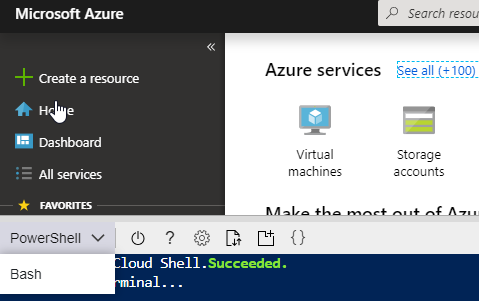 Microsoft Azure
Search resou
«
Create a resource
Home
Dashboard
All services
FAVORITES
Azure services
See all (+100)
Virtual machines
Storage accounts
Make the most out of Azu
PowerShell
?
{}
Bash
Cloud Shell.Succeeded.
rminal...